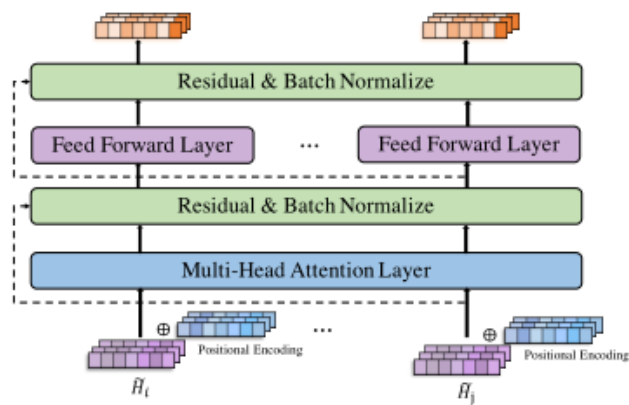 Residual & Batch Normalize
Feed Forward Layer ... Feed Forward Layer
Residual & Batch Normalize
Multi-Head Attention Layer
⊕ ... ⊕
Positional Encoding Positional Encoding
H̃ᵢ H̃ⱼ